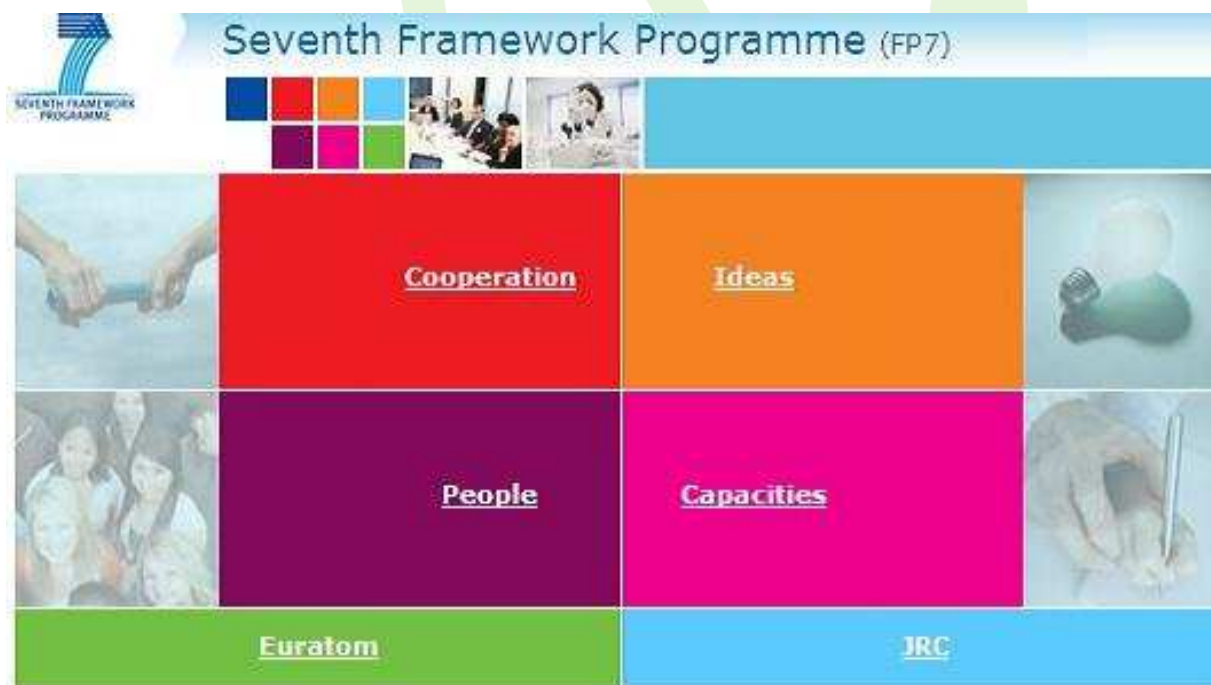 Seventh Framework Programme (FP7)
SEVENTH FRAMEWORK
PROGRAMME
Cooperation
Ideas
People
Capacities
Euratom
JRC